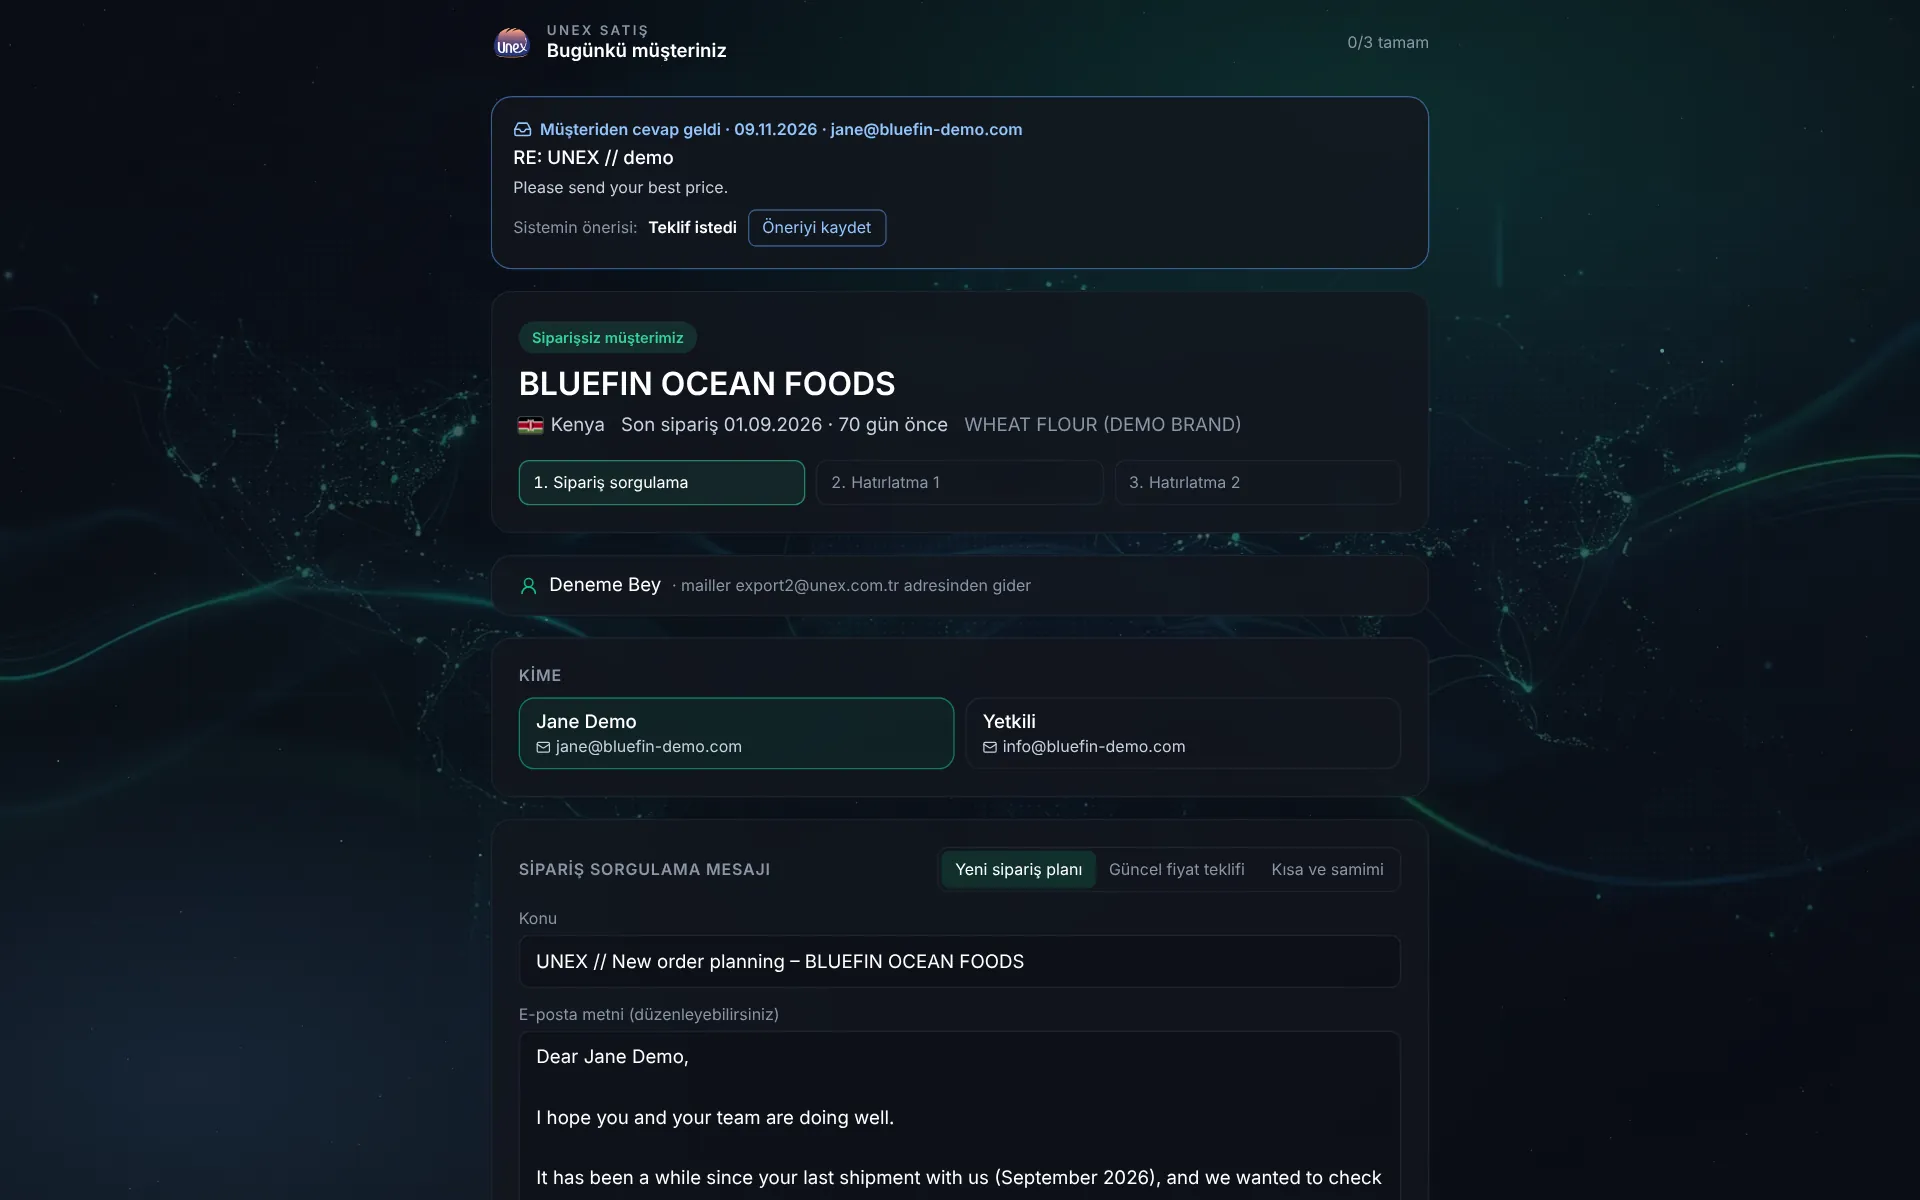 Unex
UNEX SATIŞ
Bugünkü müşteriniz
0/3 tamam
Müşteriden cevap geldi · 09.11.2026 · jane@bluefin-demo.com
RE: UNEX // demo
Please send your best price.
Sistemin önerisi: Teklif istedi Öneriyi kaydet
Siparişsiz müşterimiz
BLUEFIN OCEAN FOODS
Kenya Son sipariş 01.09.2026 · 70 gün önce WHEAT FLOUR (DEMO BRAND)
1. Sipariş sorgulama 2. Hatırlatma 1 3. Hatırlatma 2
Deneme Bey · mailler export2@unex.com.tr adresinden gider
KİME
Jane Demo
jane@bluefin-demo.com
Yetkili
info@bluefin-demo.com
SİPARİŞ SORGULAMA MESAJI
Yeni sipariş planı Güncel fiyat teklifi Kısa ve samimi
Konu
UNEX // New order planning – BLUEFIN OCEAN FOODS
E-posta metni (düzenleyebilirsiniz)
Dear Jane Demo,
I hope you and your team are doing well.
It has been a while since your last shipment with us (September 2026), and we wanted to check